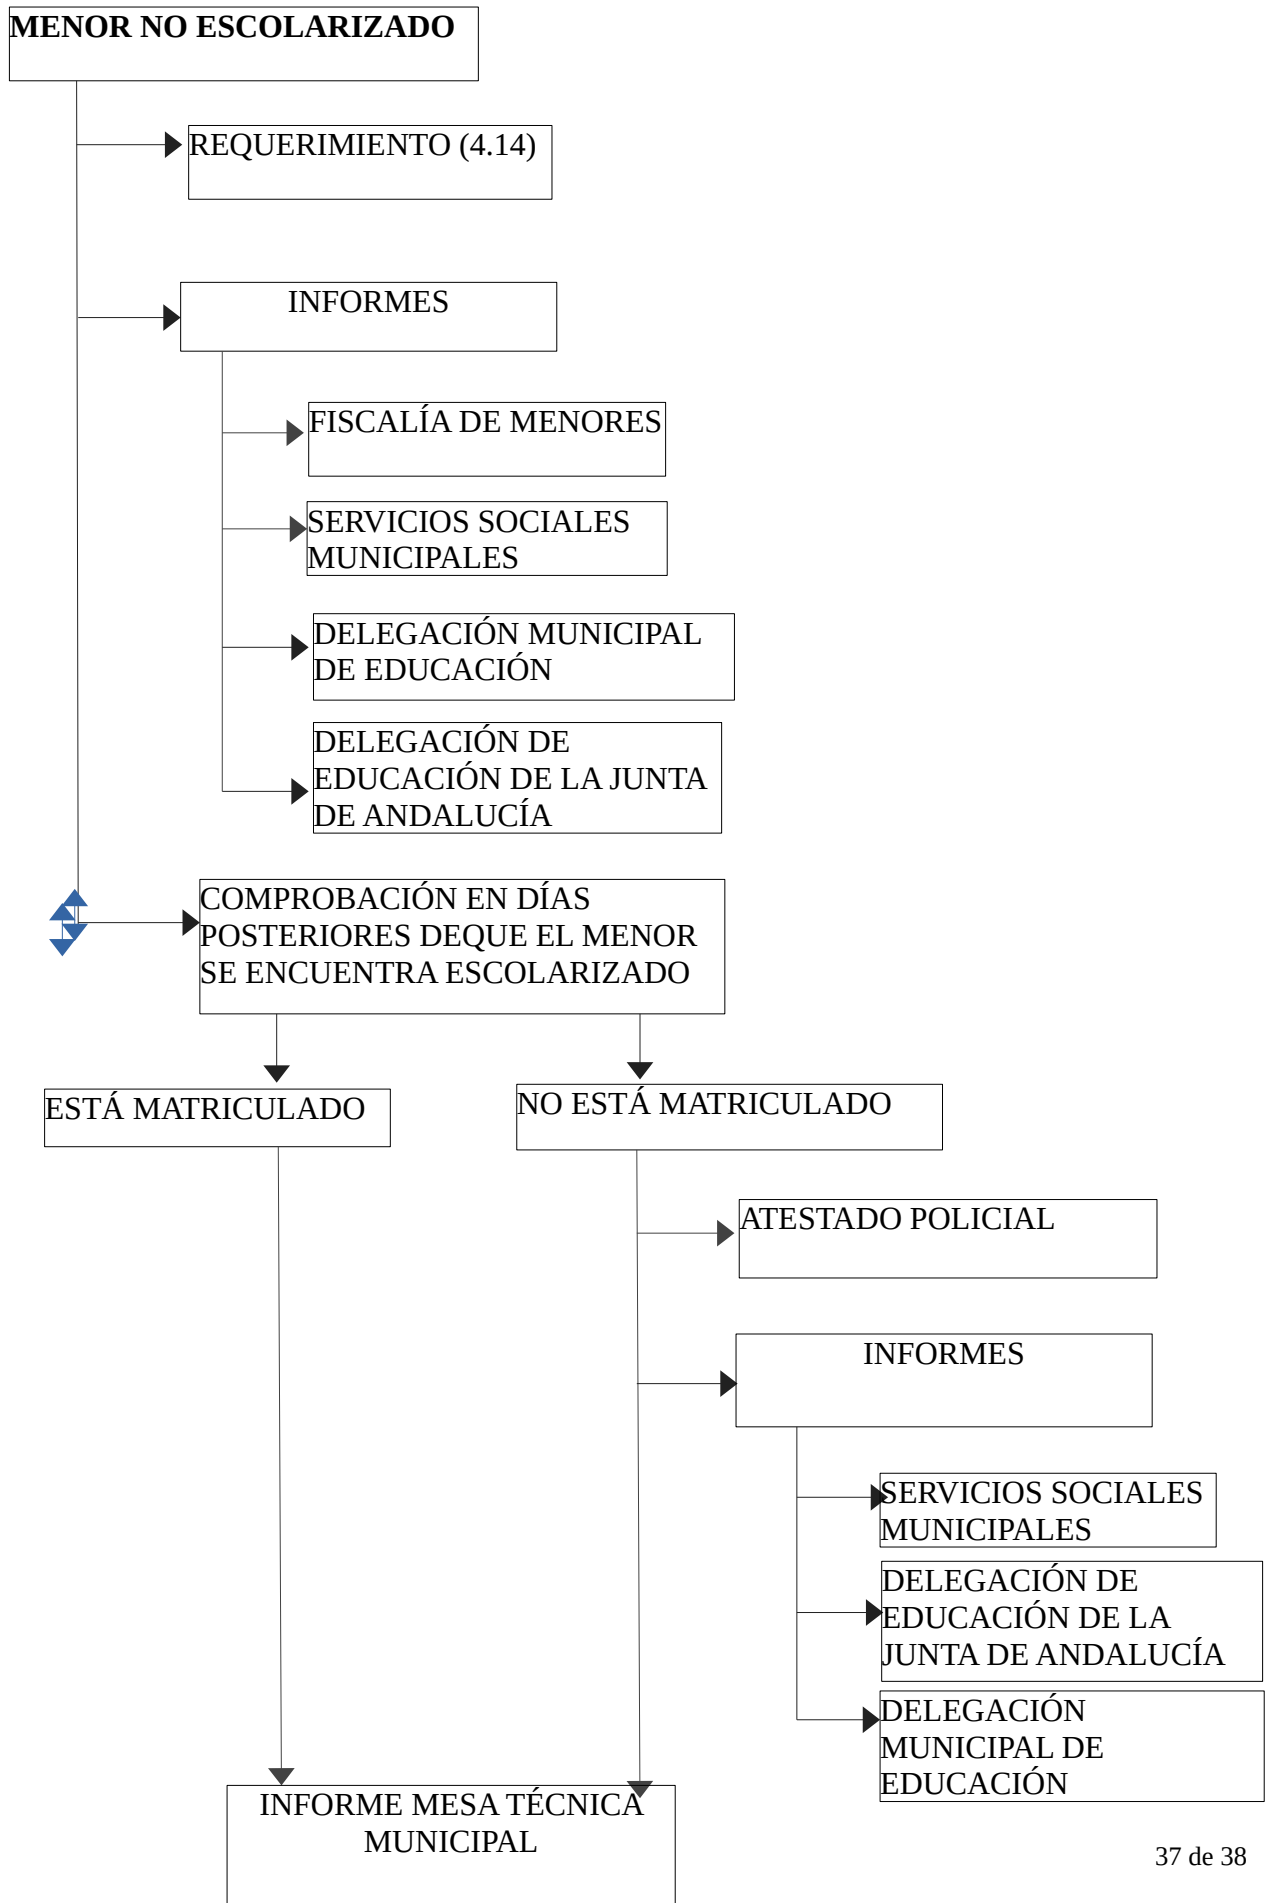 MENOR NO ESCOLARIZADO
REQUERIMIENTO (4.14)
INFORMES
FISCALÍA DE MENORES
SERVICIOS SOCIALES
MUNICIPALES
DELEGACIÓN MUNICIPAL
DE EDUCACIÓN
DELEGACIÓN DE
EDUCACIÓN DE LA JUNTA
DE ANDALUCÍA
COMPROBACIÓN EN DÍAS
POSTERIORES DEQUE EL MENOR
SE ENCUENTRA ESCOLARIZADO
ESTÁ MATRICULADO
NO ESTÁ MATRICULADO
ATESTADO POLICIAL
INFORMES
SERVICIOS SOCIALES
MUNICIPALES
DELEGACIÓN DE
EDUCACIÓN DE LA
JUNTA DE ANDALUCÍA
DELEGACIÓN
MUNICIPAL DE
EDUCACIÓN
INFORME MESA TÉCNICA
MUNICIPAL
37 de 38